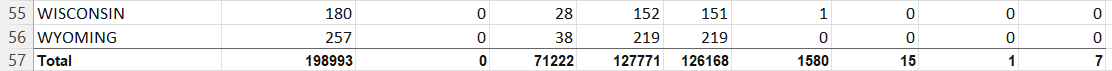 55 WISCONSIN 180 0 28 152 151 1 0 0 0
56 WYOMING 257 0 38 219 219 0 0 0 0
57 Total 198993 0 71222 127771 126168 1580 15 1 7